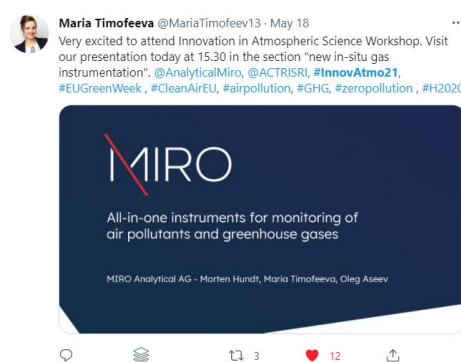 Maria Timofeeva @MariaTimofeev13 · May 18
Very excited to attend Innovation in Atmospheric Science Workshop. Visit
our presentation today at 15.30 in the section "new in-situ gas
instrumentation". @AnalyticalMiro, @ACTRISRI, #InnovAtmo21,
#EUGreenWeek , #CleanAirEU, #airpollution, #GHG, #zeropollution , #H2020
MIRO
All-in-one instruments for monitoring of
air pollutants and greenhouse gases
MIRO Analytical AG - Morten Hundt, Maria Timofeeva, Oleg Aseev
3
12